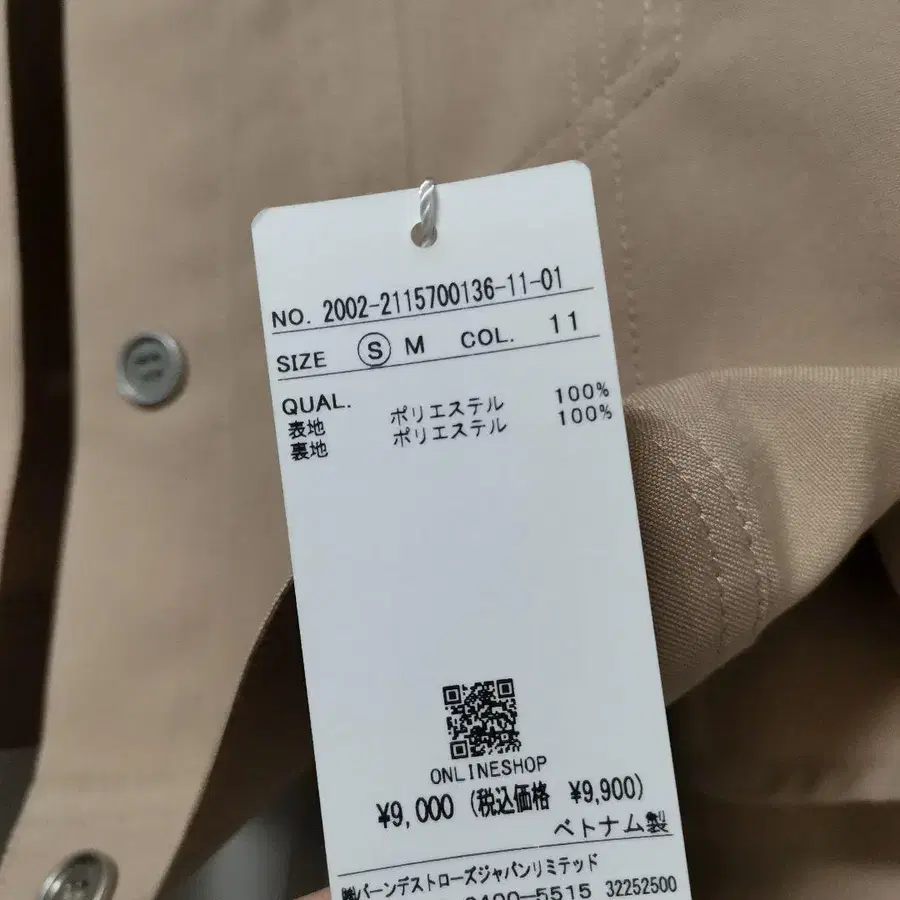 NO. 2002-2115700136-11-01
SIZE Ⓢ M COL. 11
QUAL.
表地 ポリエステル 100%
裏地 ポリエステル 100%
ONLINESHOP
¥9,000 (税込価格 ¥9,900)
ベトナム製
㈱バーンデストローズジャパンリミテッド
5515 32252500